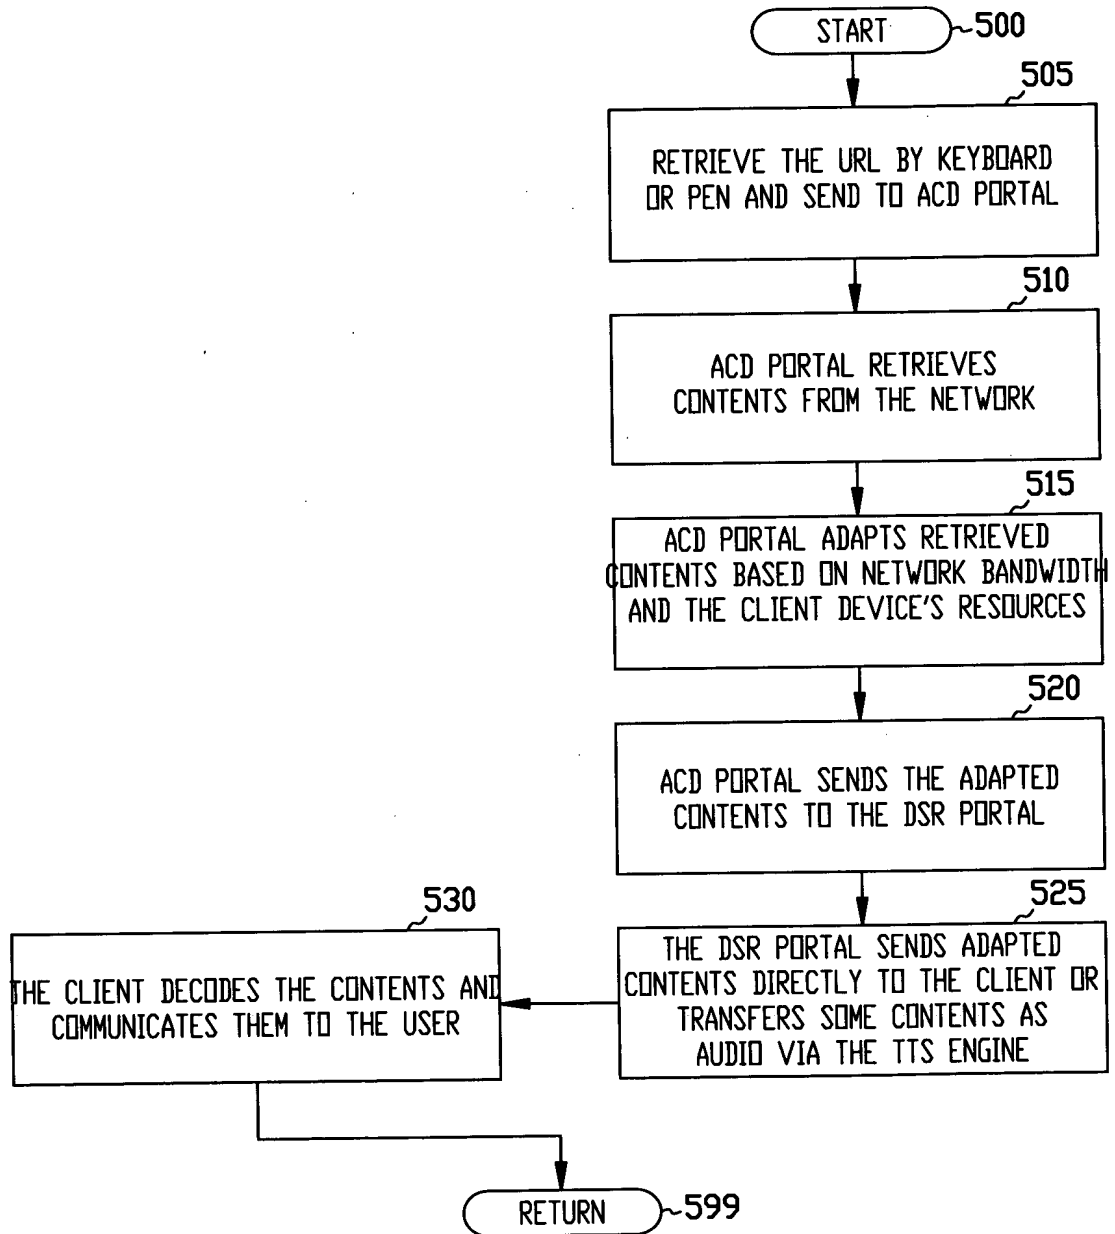 START
500
505
RETRIEVE THE URL BY KEYBOARD
OR PEN AND SEND TO ACD PORTAL
510
ACD PORTAL RETRIEVES
CONTENTS FROM THE NETWORK
515
ACD PORTAL ADAPTS RETRIEVED
CONTENTS BASED ON NETWORK BANDWIDTH
AND THE CLIENT DEVICE'S RESOURCES
520
ACD PORTAL SENDS THE ADAPTED
CONTENTS TO THE DSR PORTAL
525
THE DSR PORTAL SENDS ADAPTED
CONTENTS DIRECTLY TO THE CLIENT OR
TRANSFERS SOME CONTENTS AS
AUDIO VIA THE TTS ENGINE
530
THE CLIENT DECODES THE CONTENTS AND
COMMUNICATES THEM TO THE USER
RETURN
599